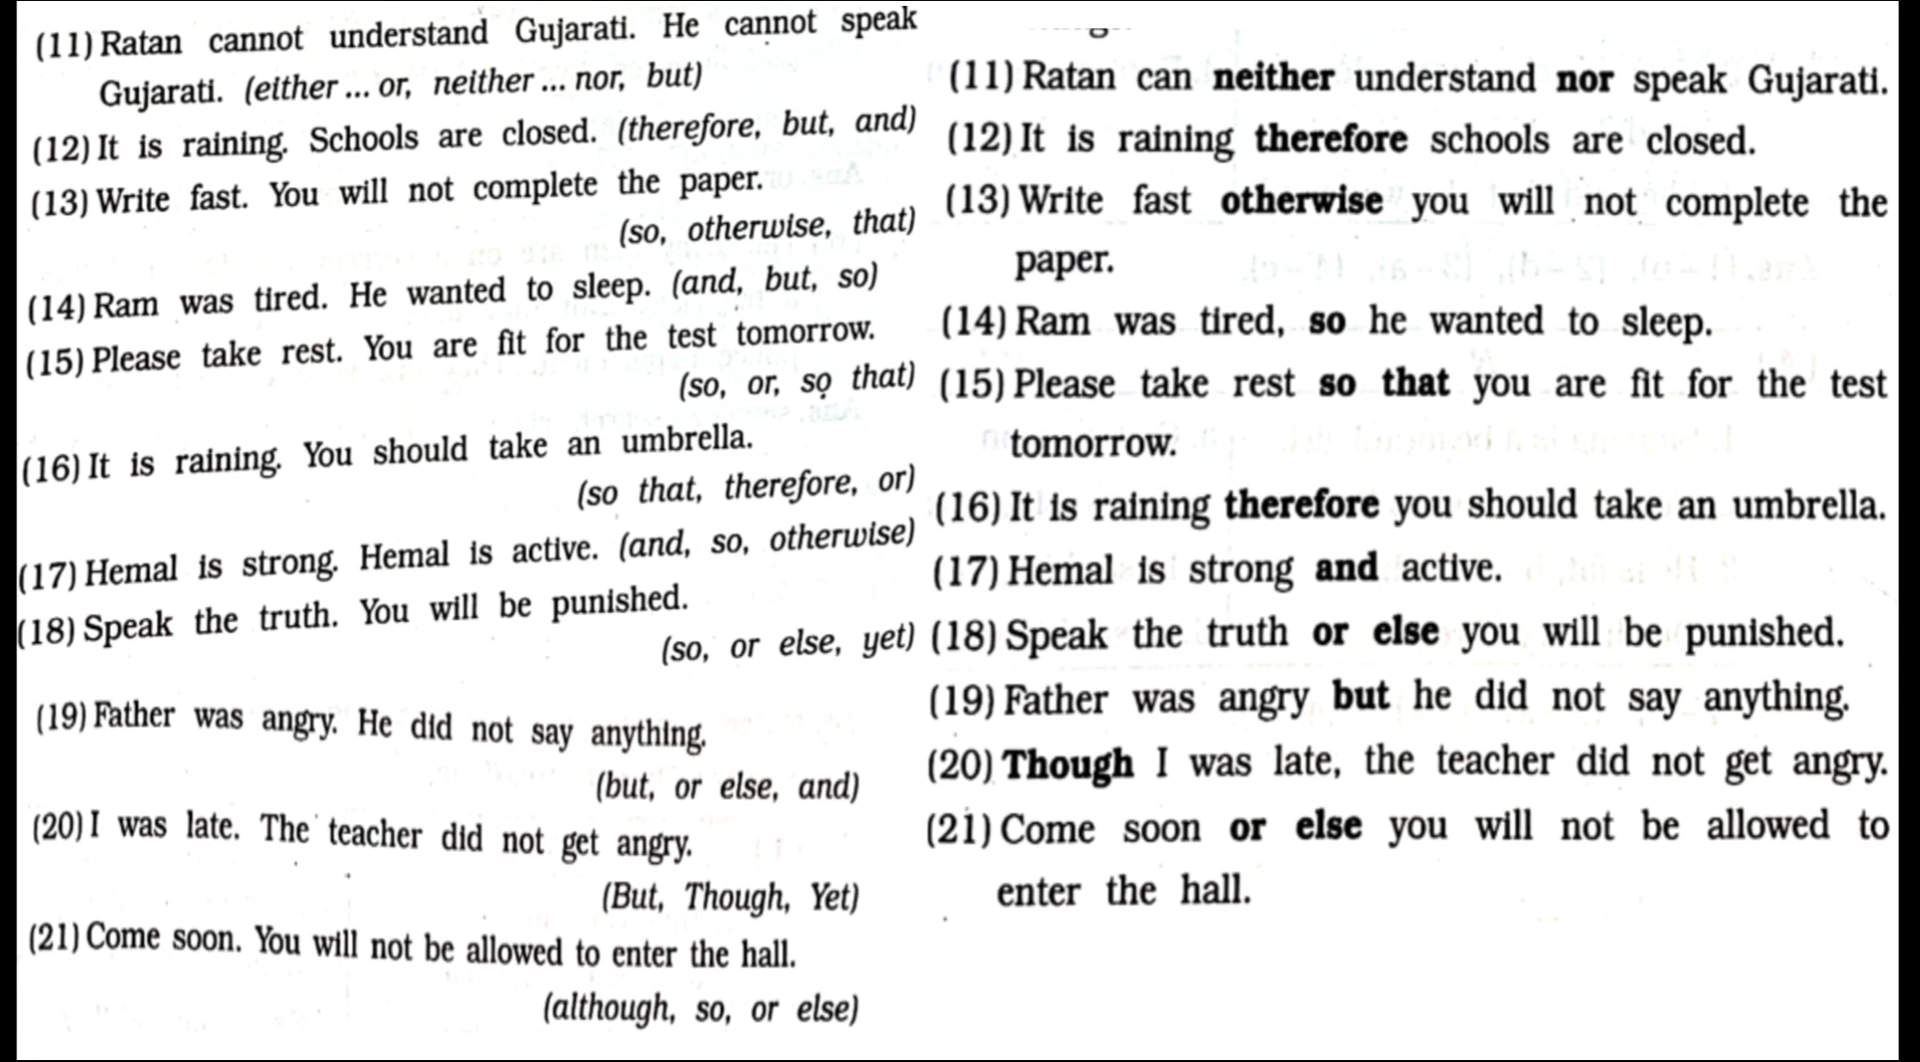 (11) Ratan cannot understand Gujarati. He cannot speak
Gujarati. (either ... or, neither ... nor, but)
(12) It is raining. Schools are closed. (therefore, but, and)
(13) Write fast. You will not complete the paper.
(so, otherwise, that)
(14) Ram was tired. He wanted to sleep. (and, but, so)
(15) Please take rest. You are fit for the test tomorrow.
(so, or, so that)
(16) It is raining. You should take an umbrella.
(so that, therefore, or)
(17) Hemal is strong. Hemal is active. (and, so, otherwise)
(18) Speak the truth. You will be punished.
(so, or else, yet)
(19) Father was angry. He did not say anything.
(but, or else, and)
(20) I was late. The teacher did not get angry.
(But, Though, Yet)
(21) Come soon. You will not be allowed to enter the hall.
(although, so, or else)
(11) Ratan can neither understand nor speak Gujarati.
(12) It is raining therefore schools are closed.
(13) Write fast otherwise you will not complete the
paper.
(14) Ram was tired, so he wanted to sleep.
(15) Please take rest so that you are fit for the test
tomorrow.
(16) It is raining therefore you should take an umbrella.
(17) Hemal is strong and active.
(18) Speak the truth or else you will be punished.
(19) Father was angry but he did not say anything.
(20) Though I was late, the teacher did not get angry.
(21) Come soon or else you will not be allowed to
enter the hall.